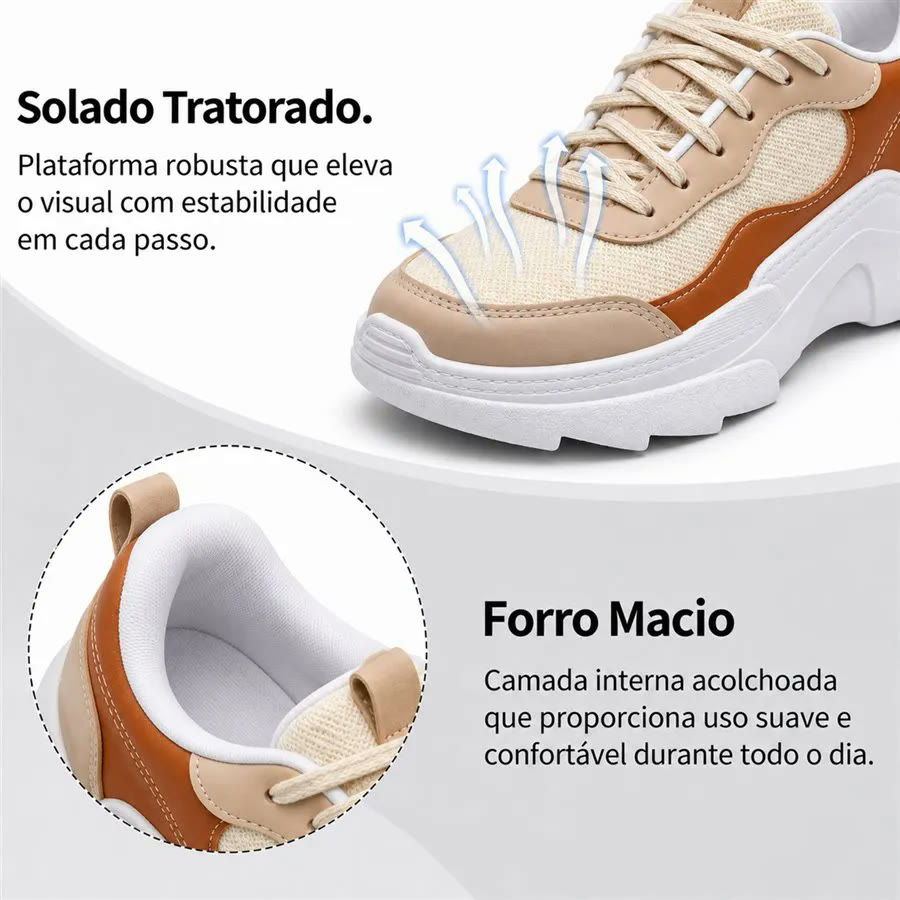 Solado Tratorado.
Plataforma robusta que eleva
o visual com estabilidade
em cada passo.
Forro Macio
Camada interna acolchoada
que proporciona uso suave e
confortável durante todo o dia.